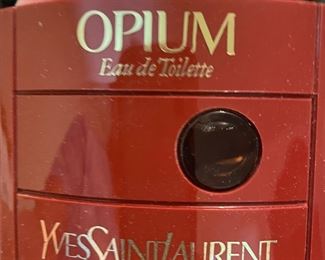 OPIUM
Eau de Toilette
YVESSAINTLAURENT